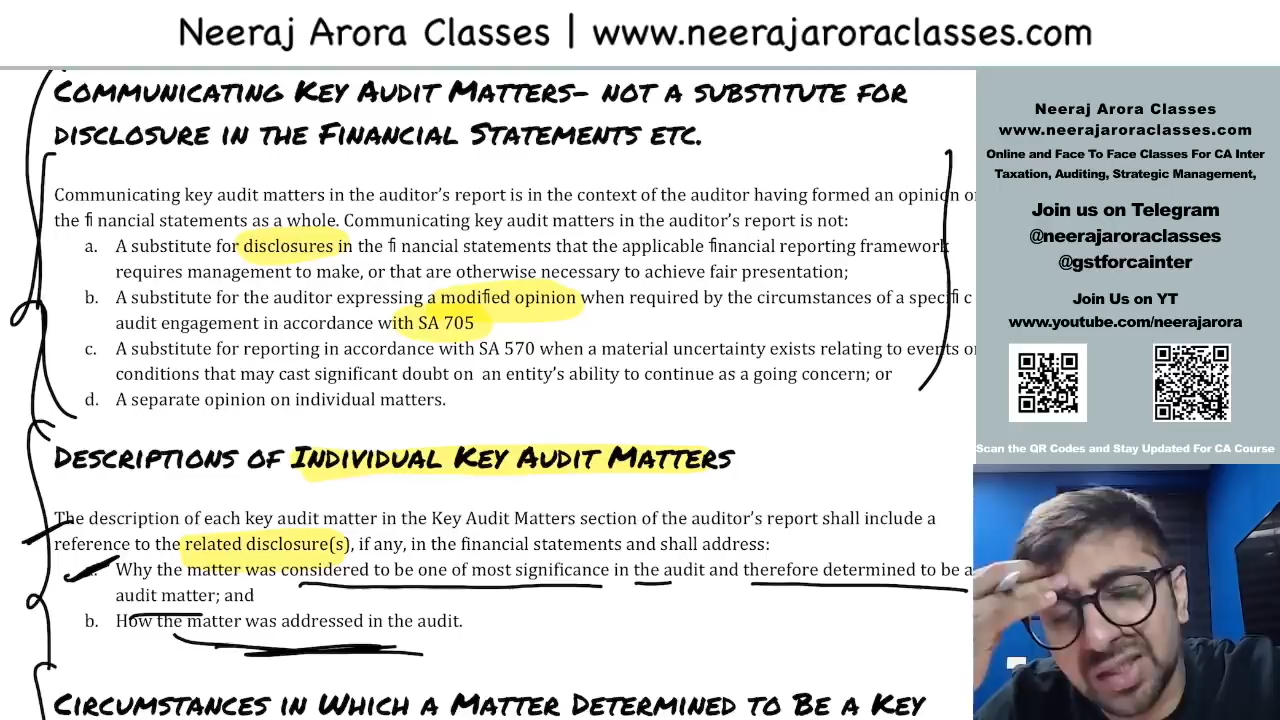 Neeraj Arora Classes | www.neerajaroraclasses.com
COMMUNICATING KEY AUDIT MATTERS- NOT A SUBSTITUTE FOR
DISCLOSURE IN THE FINANCIAL STATEMENTS ETC.
Communicating key audit matters in the auditor's report is in the context of the auditor having formed an opinion on
the fi nancial statements as a whole. Communicating key audit matters in the auditor's report is not:
a. A substitute for disclosures in the fi nancial statements that the applicable financial reporting framework
requires management to make, or that are otherwise necessary to achieve fair presentation;
b. A substitute for the auditor expressing a modified opinion when required by the circumstances of a specifi c
audit engagement in accordance with SA 705
c. A substitute for reporting in accordance with SA 570 when a material uncertainty exists relating to events or
conditions that may cast significant doubt on an entity's ability to continue as a going concern; or
d. A separate opinion on individual matters.
DESCRIPTIONS OF INDIVIDUAL KEY AUDIT MATTERS
The description of each key audit matter in the Key Audit Matters section of the auditor's report shall include a
reference to the related disclosure(s), if any, in the financial statements and shall address:
Why the matter was considered to be one of most significance in the audit and therefore determined to be a
audit matter; and
b. How the matter was addressed in the audit.
CIRCUMSTANCES IN WHICH A MATTER DETERMINED TO BE A KEY
Neeraj Arora Classes
www.neerajaroraclasses.com
Online and Face To Face Classes For CA Inter
Taxation, Auditing, Strategic Management,
Join us on Telegram
@neerajaroraclasses
@gstforcainter
Join Us on YT
www.youtube.com/neerajarora
Scan the QR Codes and Stay Updated For CA Course